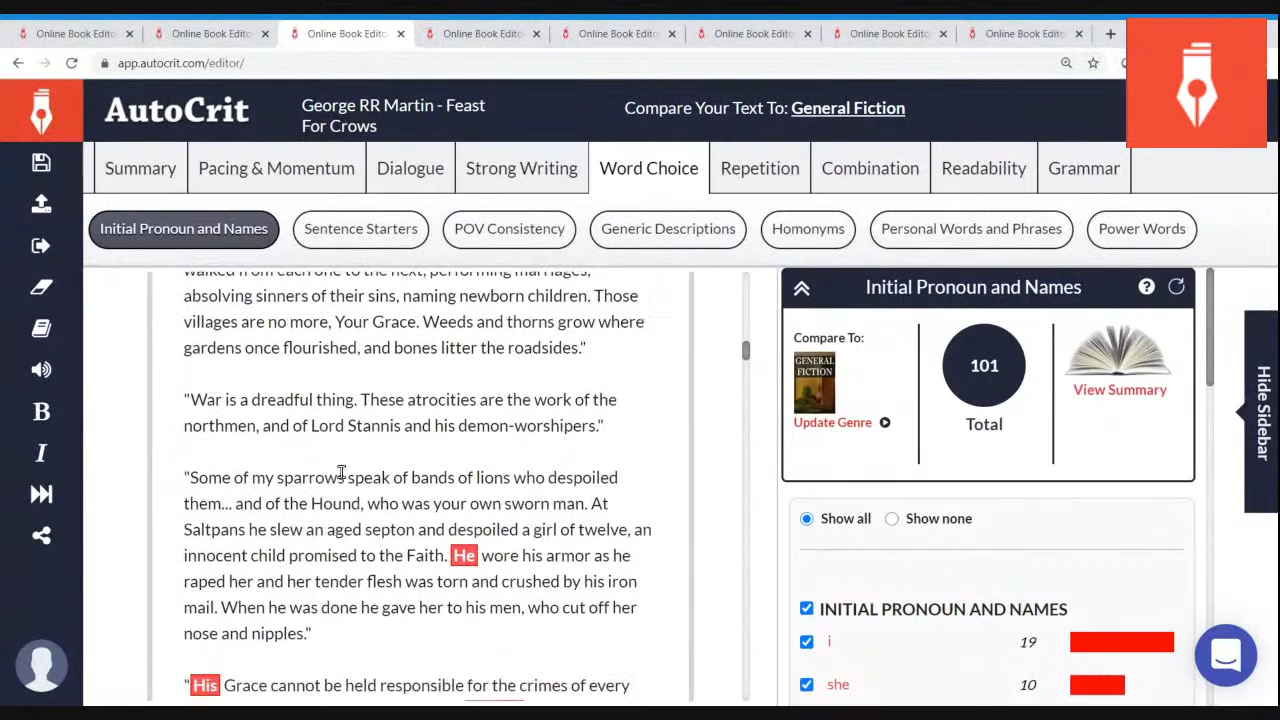 Online Book Edito
Online Book Edito
Online Book Edito
Online Book Edito
Online Book Edito
Online Book Edito
Online Book Edito
Online Book Edito
app.autocrit.com/editor/
AutoCrit
George RR Martin - Feast
For Crows
Compare Your Text To: General Fiction
Summary
Pacing & Momentum
Dialogue
Strong Writing
Word Choice
Repetition
Combination
Readability
Grammar
Initial Pronoun and Names
Sentence Starters
POV Consistency
Generic Descriptions
Homonyms
Personal Words and Phrases
Power Words
walked from each one to the next, performing marriages,
absolving sinners of their sins, naming newborn children. Those
villages are no more, Your Grace. Weeds and thorns grow where
gardens once flourished, and bones litter the roadsides."
"War is a dreadful thing. These atrocities are the work of the
northmen, and of Lord Stannis and his demon-worshipers."
"Some of my sparrows speak of bands of lions who despoiled
them... and of the Hound, who was your own sworn man. At
Saltpans he slew an aged septon and despoiled a girl of twelve, an
innocent child promised to the Faith. He wore his armor as he
raped her and her tender flesh was torn and crushed by his iron
mail. When he was done he gave her to his men, who cut off her
nose and nipples."
"His Grace cannot be held responsible for the crimes of every
Initial Pronoun and Names
Compare To:
GENERAL
FICTION
Update Genre
101
Total
View Summary
Show all
Show none
INITIAL PRONOUN AND NAMES
i 19
she 10
Hide Sidebar
B
I